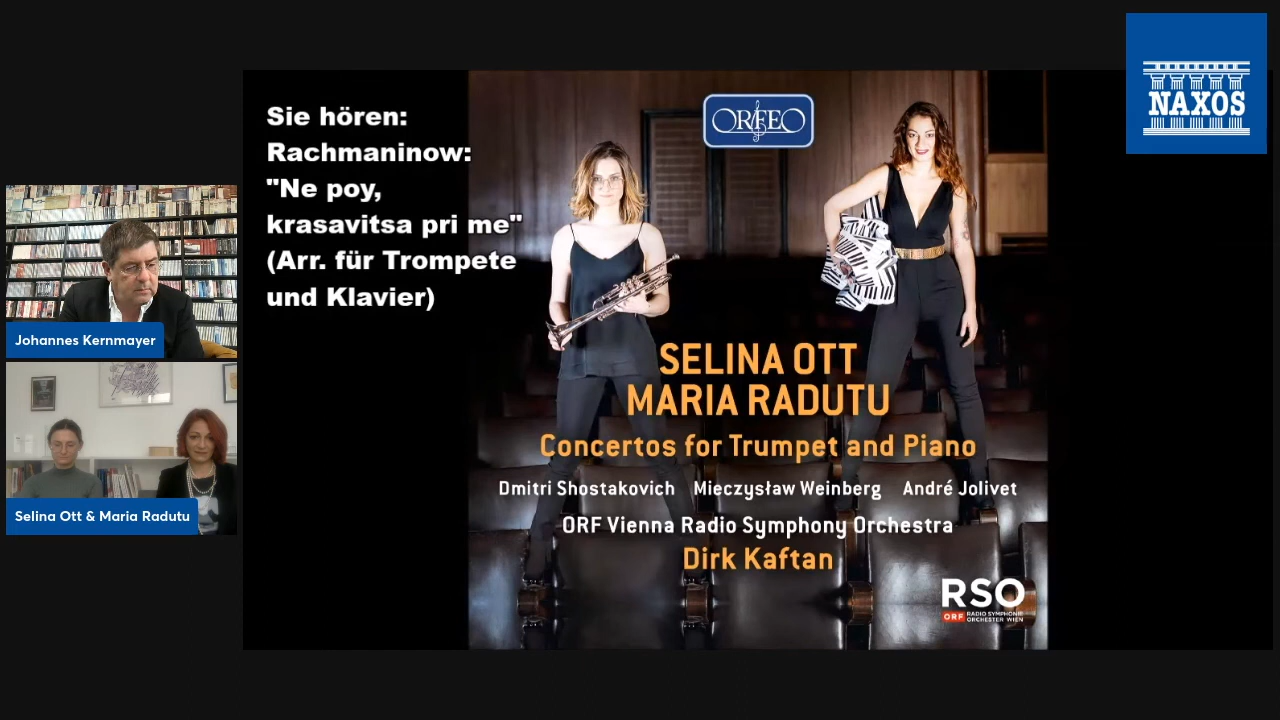 NAXOS
Sie hören:
Rachmaninow:
"Ne poy,
krasavitsa pri me"
(Arr. für Trompete
und Klavier)
ORFEO
Johannes Kernmayer
Selina Ott & Maria Radutu
SELINA OTT
MARIA RADUTU
Concertos for Trumpet and Piano
Dmitri Shostakovich Mieczysław Weinberg André Jolivet
ORF Vienna Radio Symphony Orchestra
Dirk Kaftan
RSO
ORF RADIO SYMPHONIE
ORCHESTER WIEN